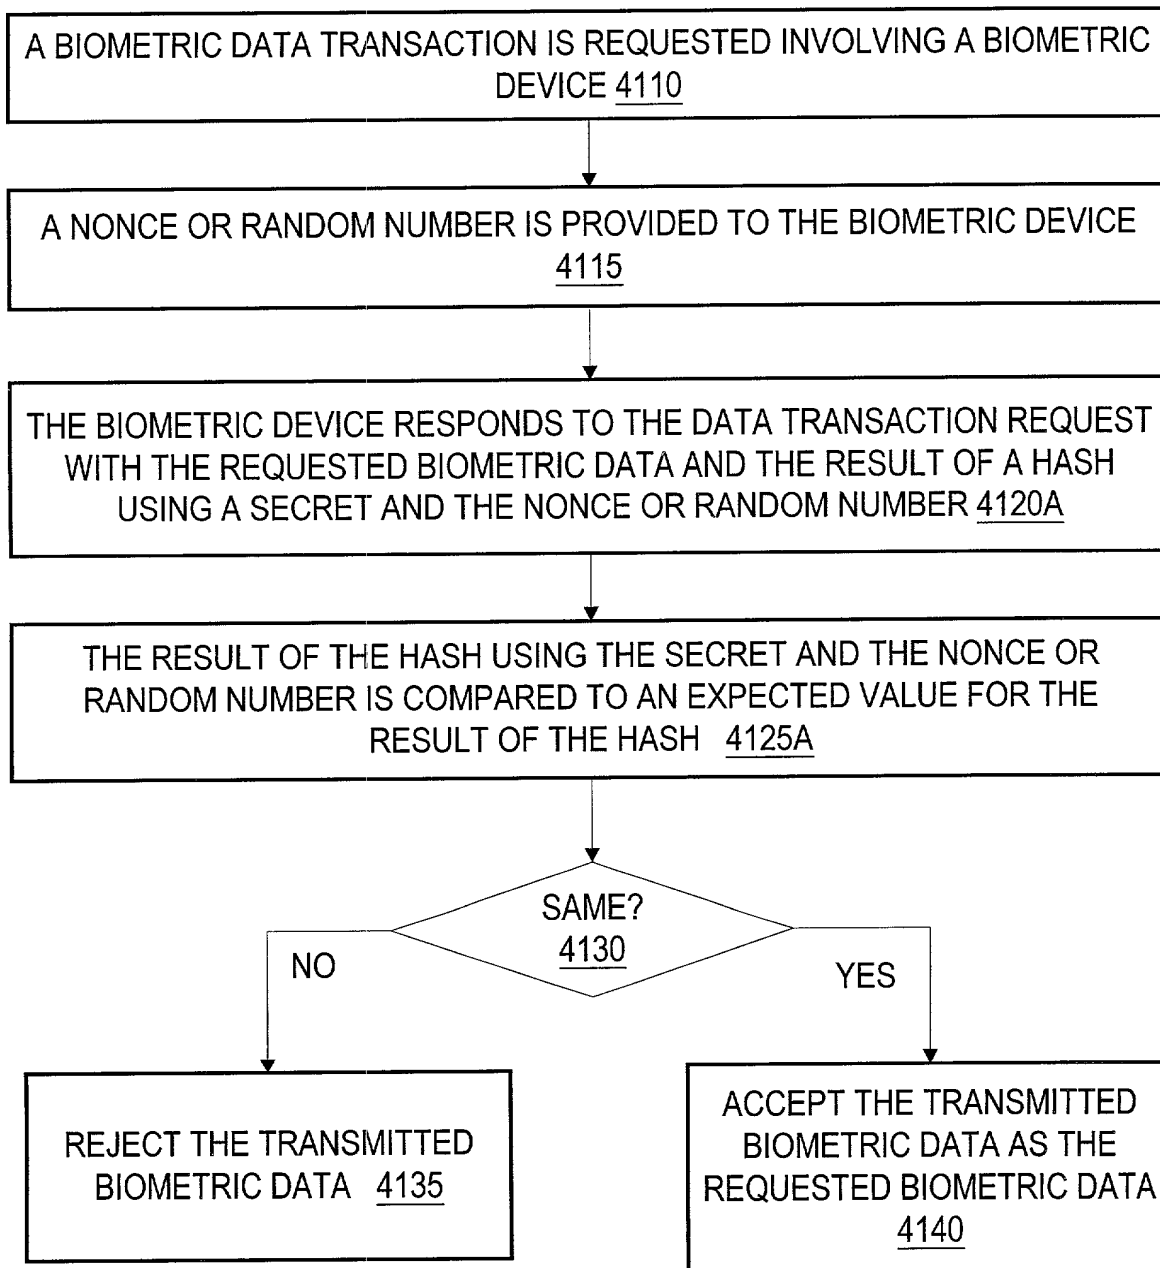 A BIOMETRIC DATA TRANSACTION IS REQUESTED INVOLVING A BIOMETRIC
DEVICE 4110
A NONCE OR RANDOM NUMBER IS PROVIDED TO THE BIOMETRIC DEVICE
4115
THE BIOMETRIC DEVICE RESPONDS TO THE DATA TRANSACTION REQUEST
WITH THE REQUESTED BIOMETRIC DATA AND THE RESULT OF A HASH
USING A SECRET AND THE NONCE OR RANDOM NUMBER 4120A
THE RESULT OF THE HASH USING THE SECRET AND THE NONCE OR
RANDOM NUMBER IS COMPARED TO AN EXPECTED VALUE FOR THE
RESULT OF THE HASH 4125A
SAME?
4130
NO
YES
REJECT THE TRANSMITTED
BIOMETRIC DATA 4135
ACCEPT THE TRANSMITTED
BIOMETRIC DATA AS THE
REQUESTED BIOMETRIC DATA
4140